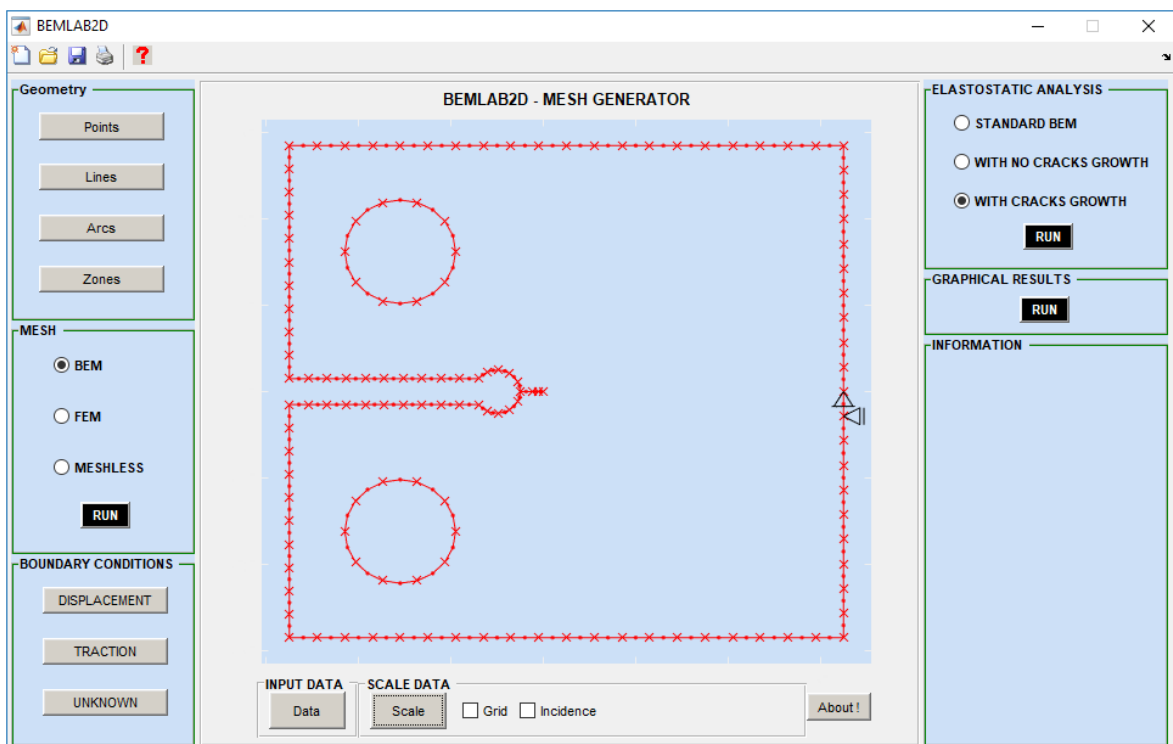 BEMLAB2D
Geometry
Points
Lines
Arcs
Zones
MESH
BEM
FEM
MESHLESS
RUN
BOUNDARY CONDITIONS
DISPLACEMENT
TRACTION
UNKNOWN
BEMLAB2D - MESH GENERATOR
INPUT DATA
Data
SCALE DATA
Scale
Grid
Incidence
About !
ELASTOSTATIC ANALYSIS
STANDARD BEM
WITH NO CRACKS GROWTH
WITH CRACKS GROWTH
RUN
GRAPHICAL RESULTS
RUN
INFORMATION